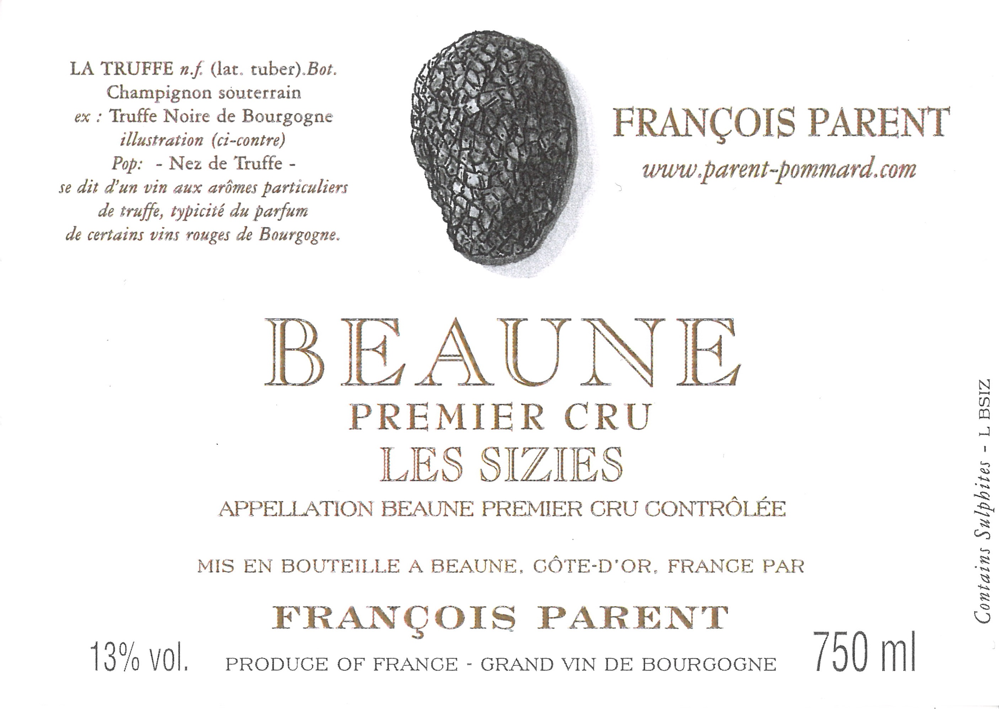 LA TRUFFE n.f. (lat. tuber).Bot.
Champignon souterrain
ex : Truffe Noire de Bourgogne
illustration (ci-contre)
Pop: - Nez de Truffe -
se dit d'un vin aux arômes particuliers
de truffe, typicité du parfum
de certains vins rouges de Bourgogne.
FRANÇOIS PARENT
www.parent-pommard.com
BEAUNE
PREMIER CRU
LES SIZIES
APPELLATION BEAUNE PREMIER CRU CONTRÔLÉE
MIS EN BOUTEILLE A BEAUNE, CÔTE-D'OR, FRANCE PAR
FRANÇOIS PARENT
13% vol.
PRODUCE OF FRANCE - GRAND VIN DE BOURGOGNE
750 ml
Contains Sulphites - L BSIZ